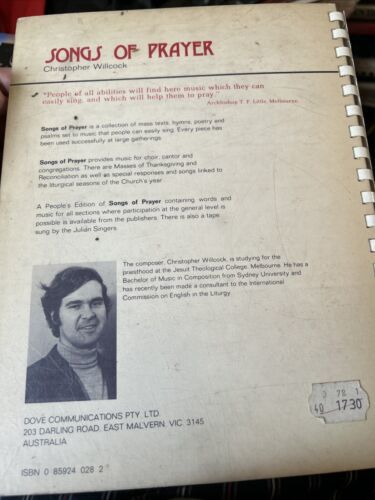 SONGS OF PRAYER
Christopher Willcock
"People of all abilities will find here music which they can
easily sing, and which will help them to pray."
Archbishop T. F. Little, Melbourne.
Songs of Prayer is a collection of mass texts, hymns, poetry and
psalms set to music that people can easily sing. Every piece has
been used successfully at large gatherings.
Songs of Prayer provides music for choir, cantor and
congregations. There are Masses of Thanksgiving and
Reconciliation as well as special responses and songs linked to
the liturgical seasons of the Church's year.
A People's Edition of Songs of Prayer containing words and
music for all sections where participation at the general level is
possible is available from the publishers. There is also a tape
sung by the Julian Singers.
The composer, Christopher Willcock, is studying for the
priesthood at the Jesuit Theological College, Melbourne. He has a
Bachelor of Music in Composition from Sydney University and
has recently been made a consultant to the International
Commission on English in the Liturgy.
DOVE COMMUNICATIONS PTY. LTD.
203 DARLING ROAD, EAST MALVERN, VIC. 3145
AUSTRALIA
ISBN 0 85924 028 2
78 1
40 17.30